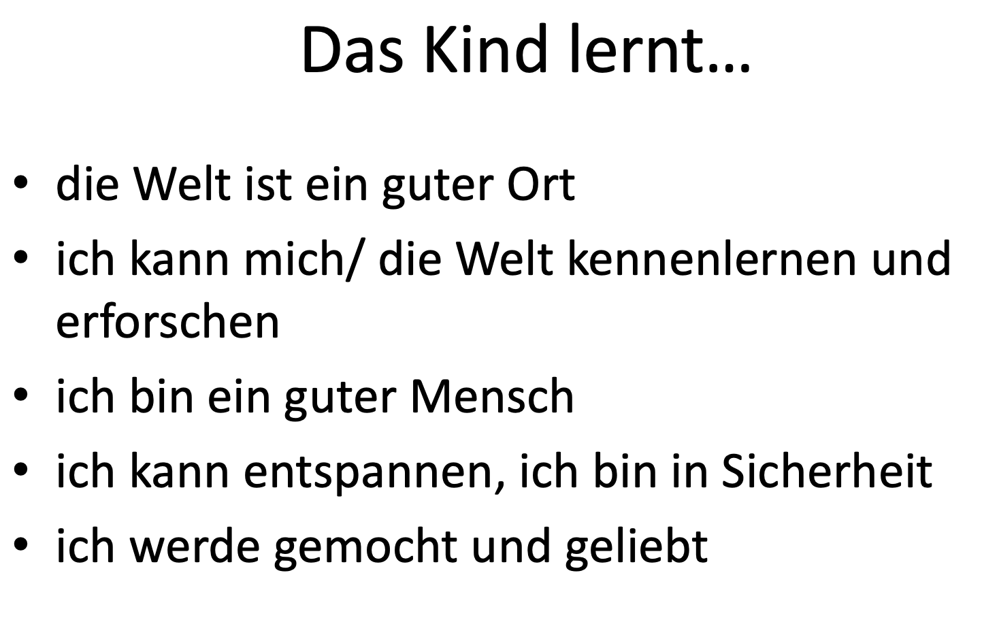 Das Kind lernt…
• die Welt ist ein guter Ort
• ich kann mich/ die Welt kennenlernen und
erforschen
• ich bin ein guter Mensch
• ich kann entspannen, ich bin in Sicherheit
• ich werde gemocht und geliebt